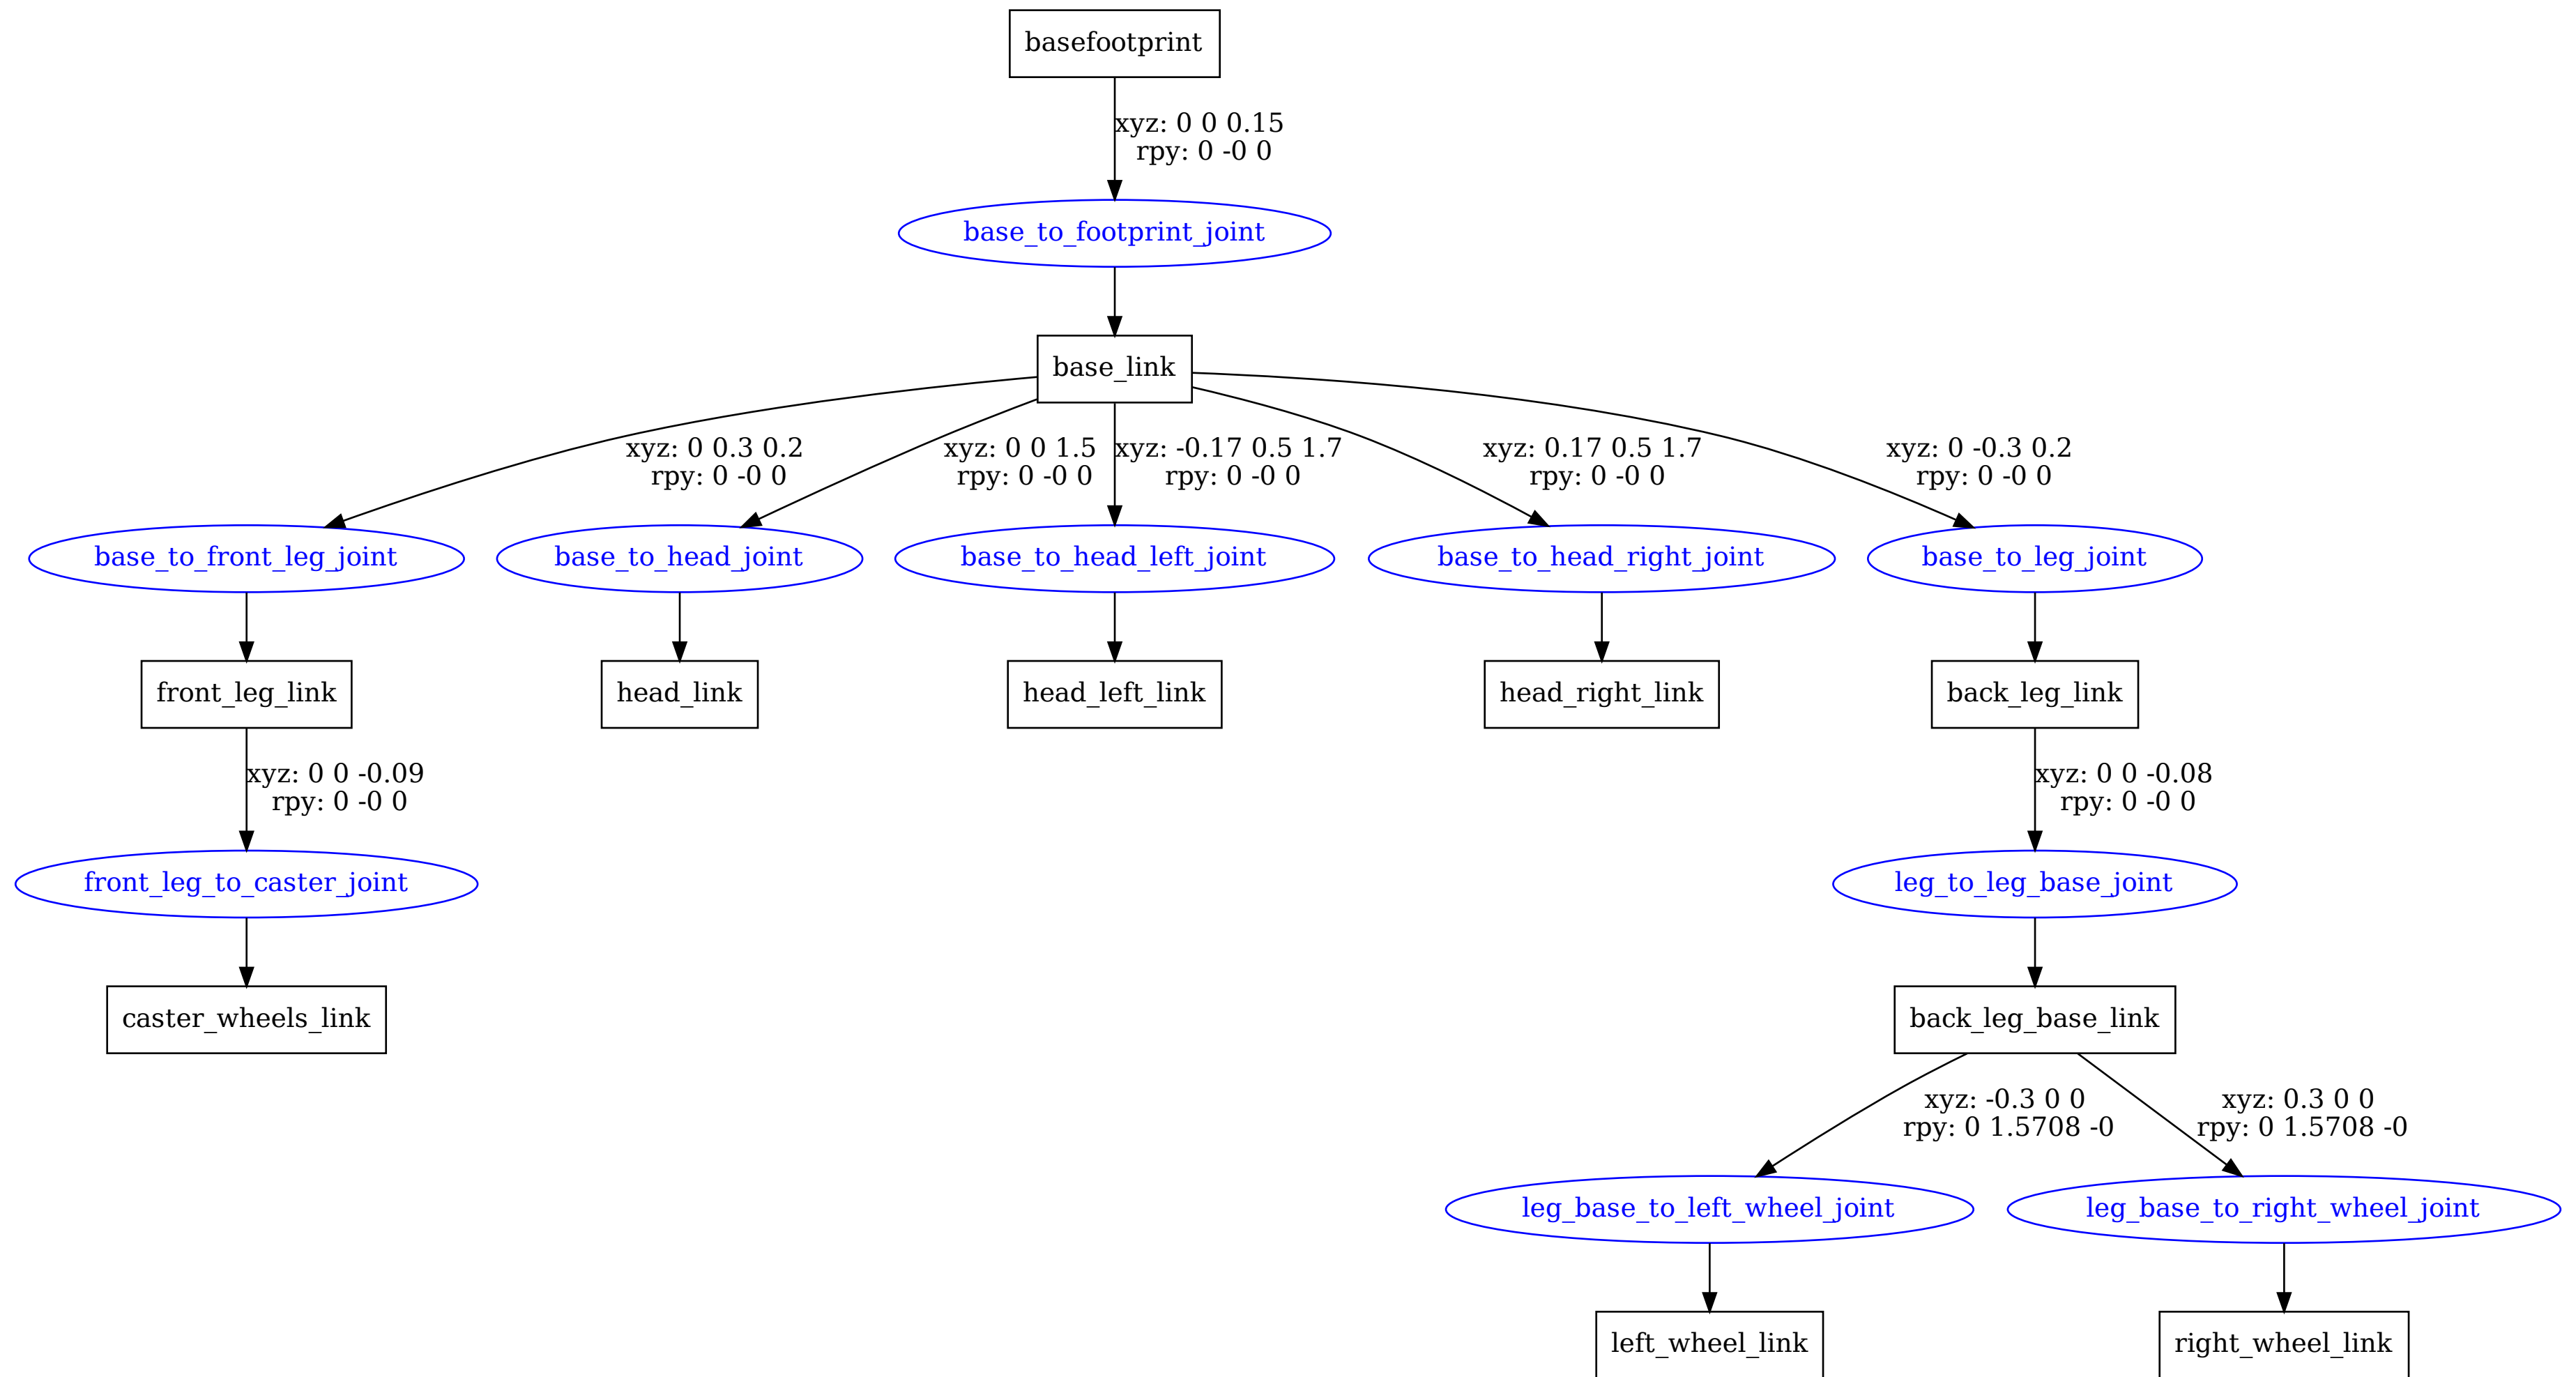 basefootprint
xyz: 0 0 0.15
rpy: 0 -0 0
base_to_footprint_joint
base_link
xyz: 0 0.3 0.2
rpy: 0 -0 0
xyz: 0 0 1.5
rpy: 0 -0 0
xyz: -0.17 0.5 1.7
rpy: 0 -0 0
xyz: 0.17 0.5 1.7
rpy: 0 -0 0
xyz: 0 -0.3 0.2
rpy: 0 -0 0
base_to_front_leg_joint
base_to_head_joint
base_to_head_left_joint
base_to_head_right_joint
base_to_leg_joint
front_leg_link
head_link
head_left_link
head_right_link
back_leg_link
xyz: 0 0 -0.09
rpy: 0 -0 0
xyz: 0 0 -0.08
rpy: 0 -0 0
front_leg_to_caster_joint
leg_to_leg_base_joint
caster_wheels_link
back_leg_base_link
xyz: -0.3 0 0
rpy: 0 1.5708 -0
xyz: 0.3 0 0
rpy: 0 1.5708 -0
leg_base_to_left_wheel_joint
leg_base_to_right_wheel_joint
left_wheel_link
right_wheel_link